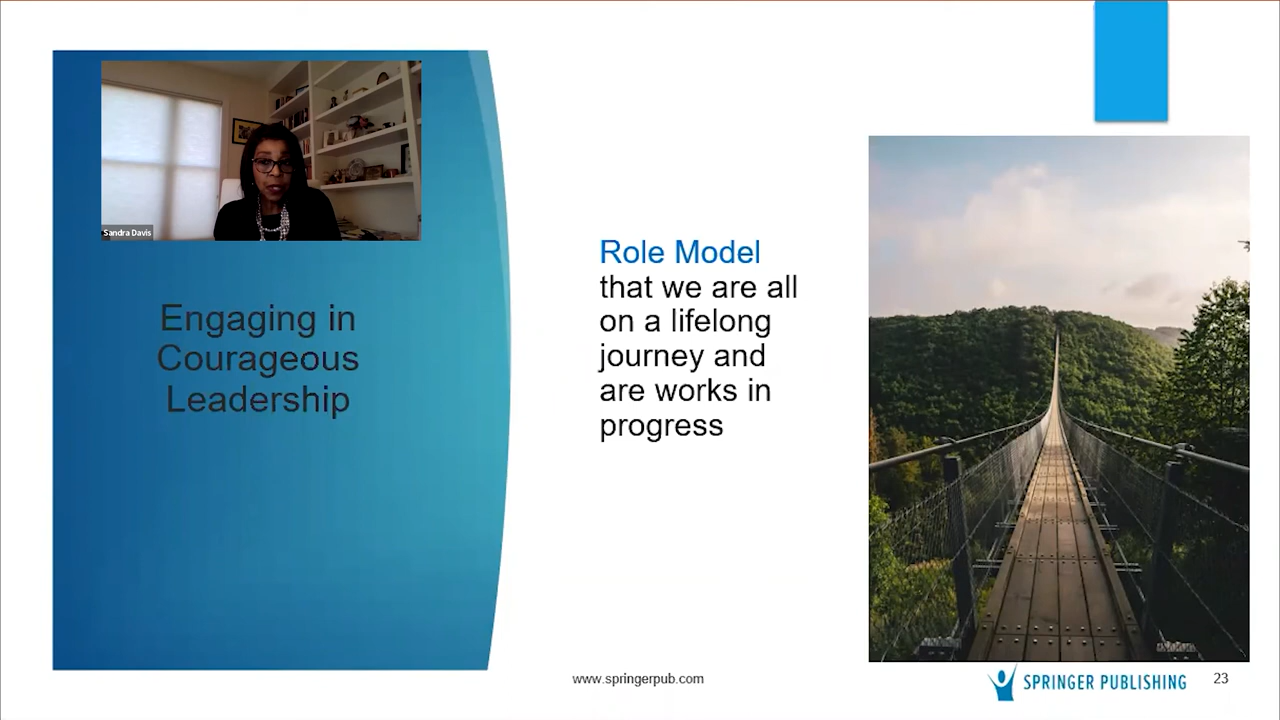 Sandra Davis
Engaging in
Courageous
Leadership
Role Model
that we are all
on a lifelong
journey and
are works in
progress
www.springerpub.com
SPRINGER PUBLISHING
23